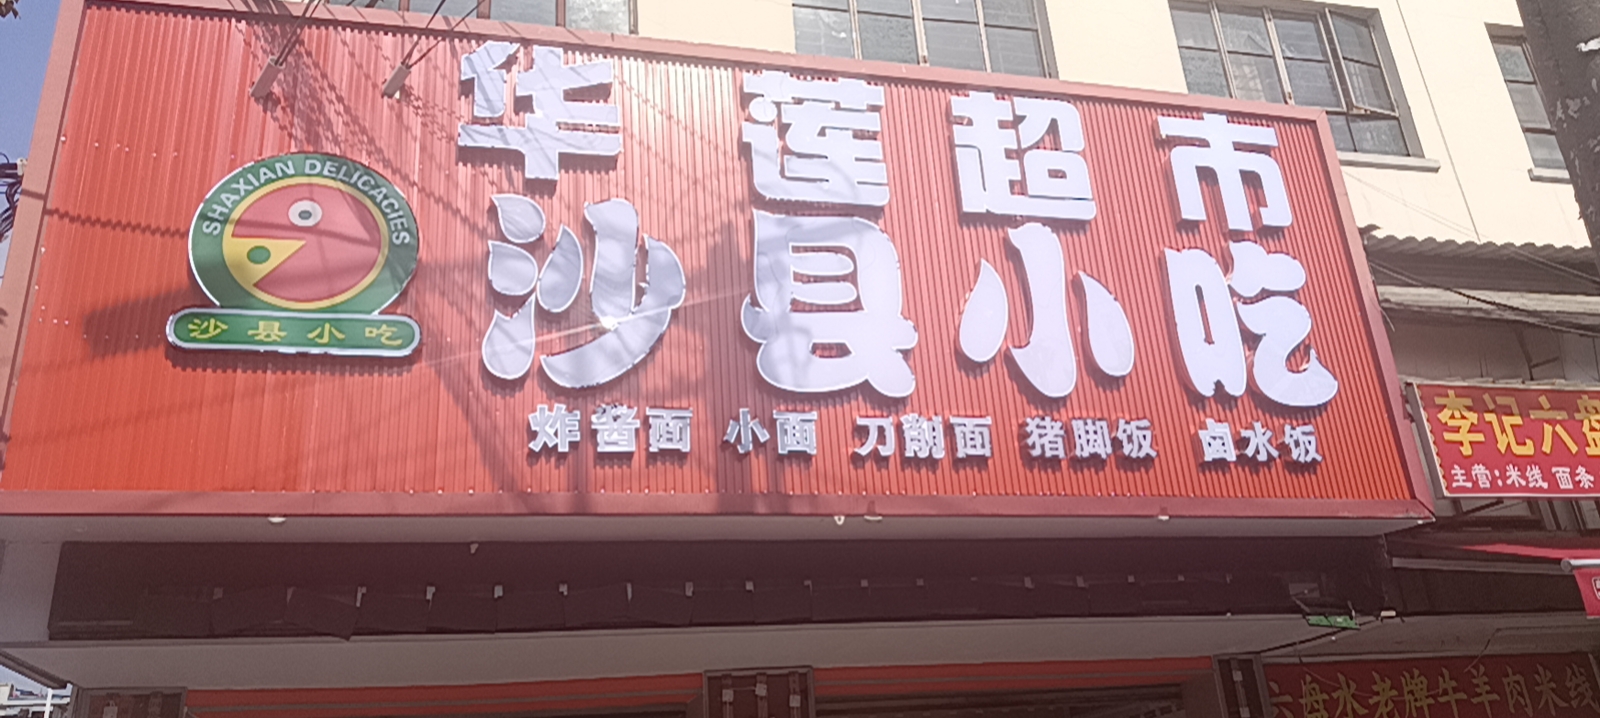 华莲超市
SHAXIAN DELICACIES
沙县小吃
沙县小吃
炸酱面 小面 刀削面 猪脚饭 卤水饭
李记六盘
主营:米线 面条
六盘水老牌牛羊肉米线